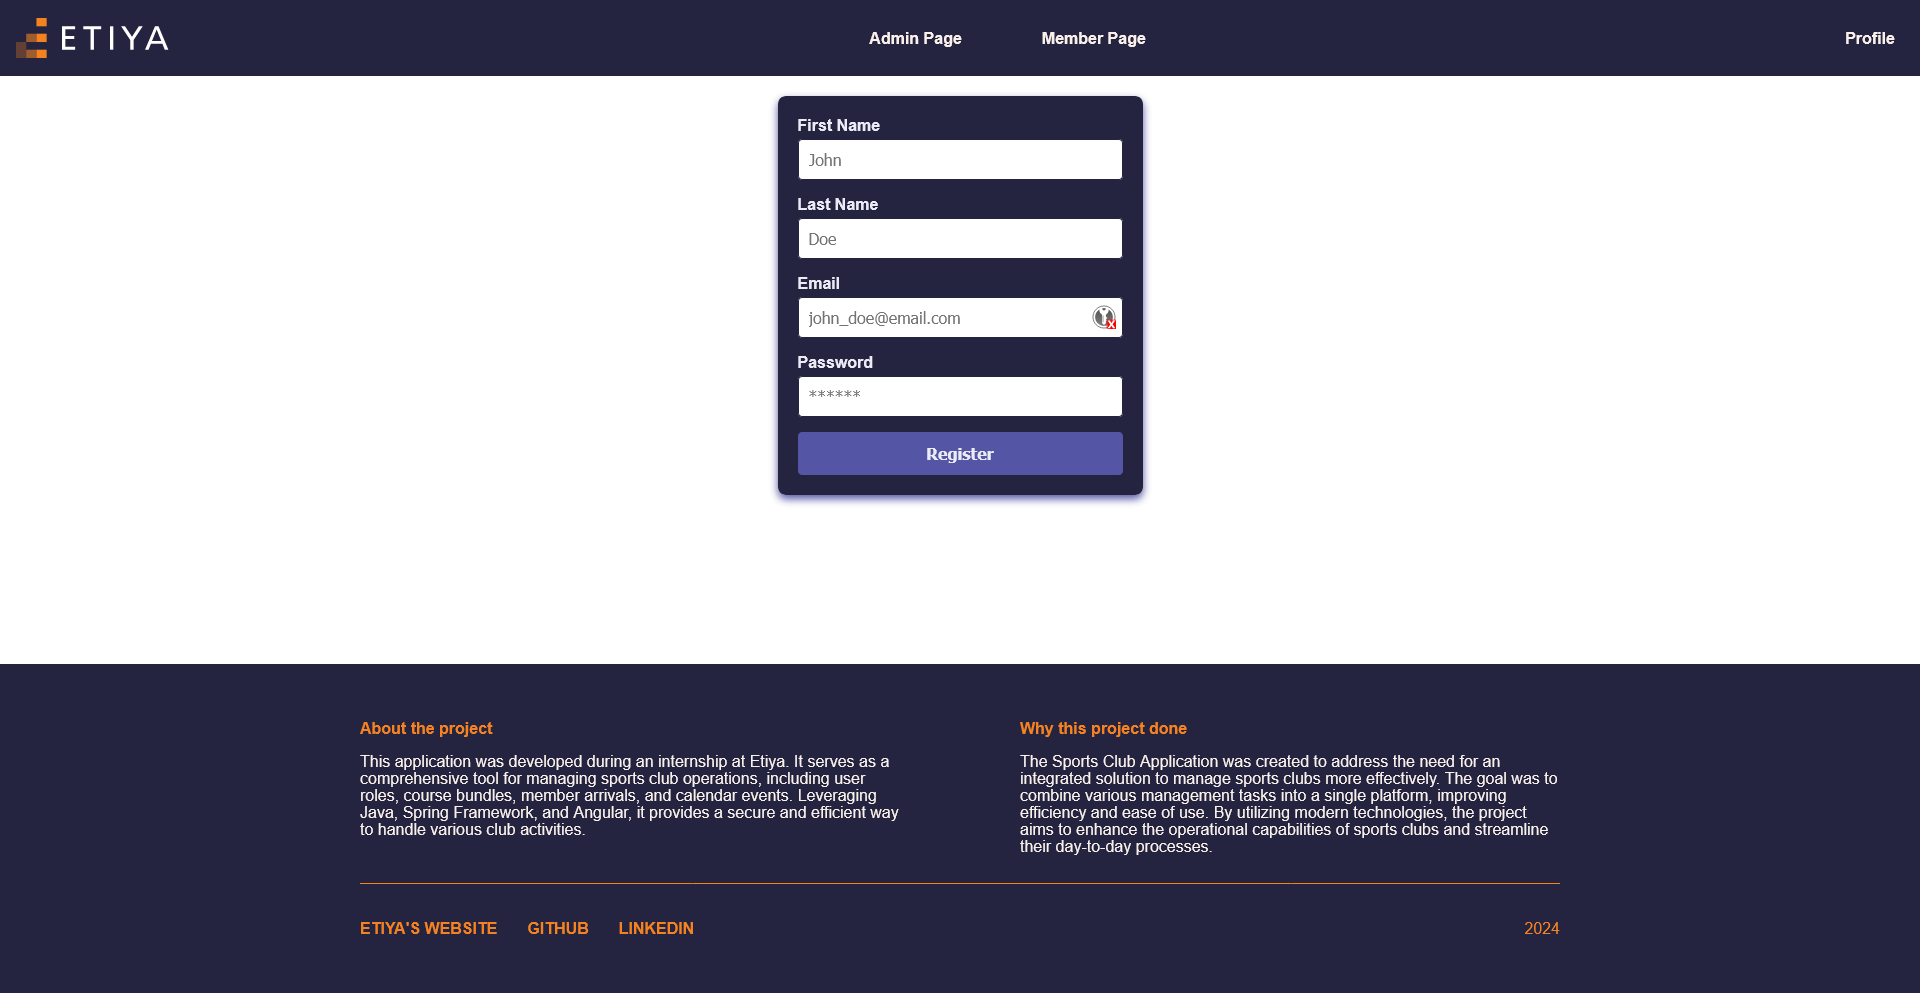 ETIYA
Admin Page
Member Page
Profile
First Name
John
Last Name
Doe
Email
john_doe@email.com
Password
******
Register
About the project
This application was developed during an internship at Etiya. It serves as a
comprehensive tool for managing sports club operations, including user
roles, course bundles, member arrivals, and calendar events. Leveraging
Java, Spring Framework, and Angular, it provides a secure and efficient way
to handle various club activities.
Why this project done
The Sports Club Application was created to address the need for an
integrated solution to manage sports clubs more effectively. The goal was to
combine various management tasks into a single platform, improving
efficiency and ease of use. By utilizing modern technologies, the project
aims to enhance the operational capabilities of sports clubs and streamline
their day-to-day processes.
ETIYA'S WEBSITE
GITHUB
LINKEDIN
2024